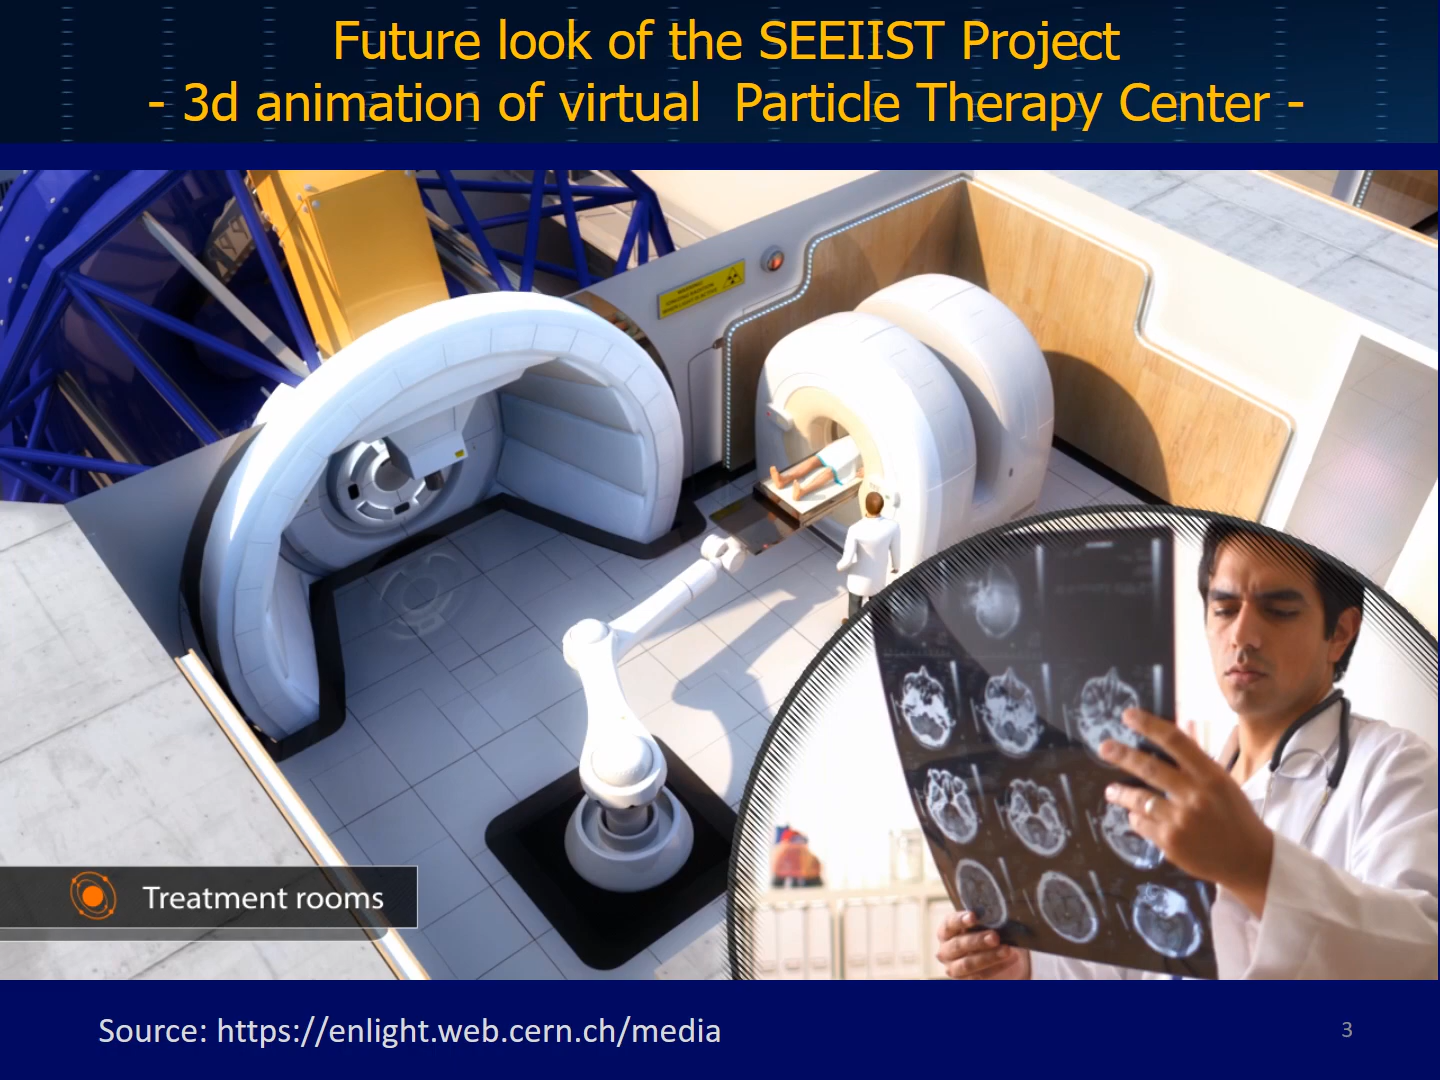 Future look of the SEEIIST Project
- 3d animation of virtual  Particle Therapy Center -
Treatment rooms
Source: https://enlight.web.cern.ch/media
3